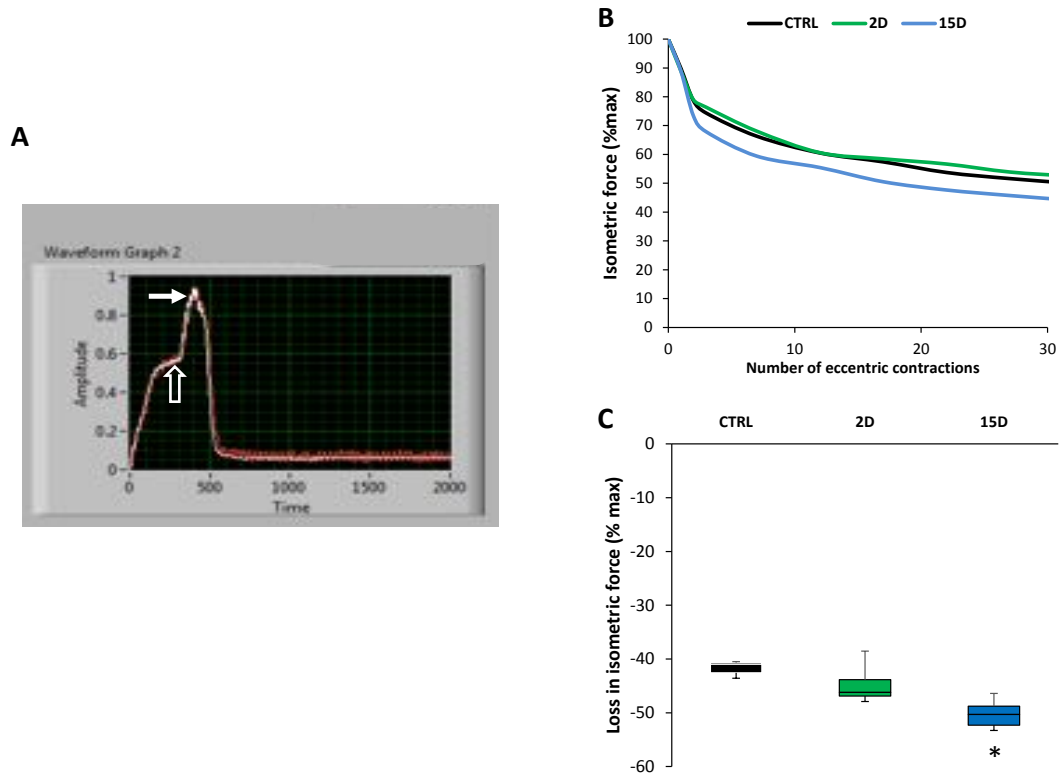 A
Waveform Graph 2
Amplitude
1
0.8
0.6
0.4
0.2
0
0 500 1000 1500 2000
Time
B
CTRL 2D 15D
Isometric force (%max)
100
90
80
70
60
50
40
30
20
10
0
0 10 20 30
Number of eccentric contractions
C
CTRL 2D 15D
Loss in isometric force (% max)
0
-10
-20
-30
-40
-50
-60
*